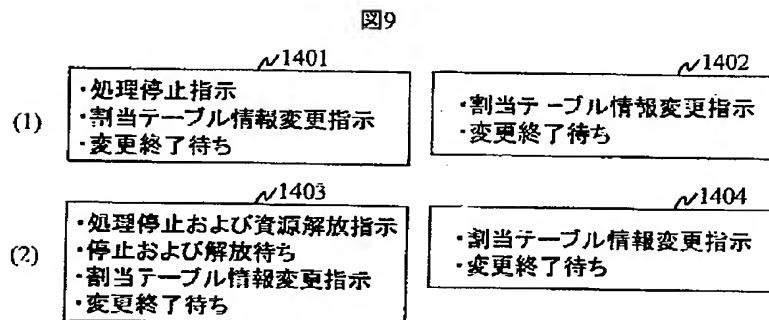 図9
1401
1402
(1)
・処理停止指示
・割当テーブル情報変更指示
・変更終了待ち
・割当テーブル情報変更指示
・変更終了待ち
1403
1404
(2)
・処理停止および資源解放指示
・停止および解放待ち
・割当テーブル情報変更指示
・変更終了待ち
・割当テーブル情報変更指示
・変更終了待ち